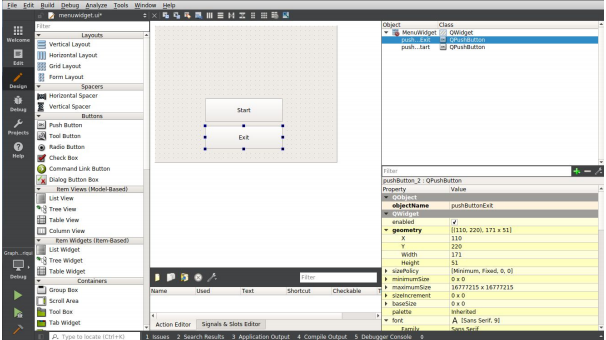 File Edit Build Debug Analyze Tools Window Help
menuwidget.ui*
Filter
Layouts
Vertical Layout
Horizontal Layout
Grid Layout
Form Layout
Spacers
Horizontal Spacer
Vertical Spacer
Buttons
Push Button
Tool Button
Radio Button
Check Box
Command Link Button
Dialog Button Box
Item Views (Model-Based)
List View
Tree View
Table View
Column View
Item Widgets (Item-Based)
List Widget
Tree Widget
Table Widget
Containers
Group Box
Scroll Area
Tool Box
Tab Widget
Welcome
Edit
Design
Debug
Projects
Help
Debug
Start
Exit
Filter
Name Used Text Shortcut Checkable
Action Editor Signals & Slots Editor
Object Class
MenuWidget QWidget
push...Exit QPushButton
push...tart QPushButton
Filter
pushButton_2 : QPushButton
Property Value
QObject
objectName pushButtonExit
QWidget
enabled
geometry [(110, 220), 171 x 51]
X 110
Y 220
Width 171
Height 51
sizePolicy [Minimum, Fixed, 0, 0]
minimumSize 0 x 0
maximumSize 16777215 x 16777215
sizeIncrement 0 x 0
baseSize 0 x 0
palette Inherited
font A [Sans Serif, 9]
Family Sans Serif
Type to locate (Ctrl+K) 1 Issues 2 Search Results 3 Application Output 4 Compile Output 5 Debugger Console